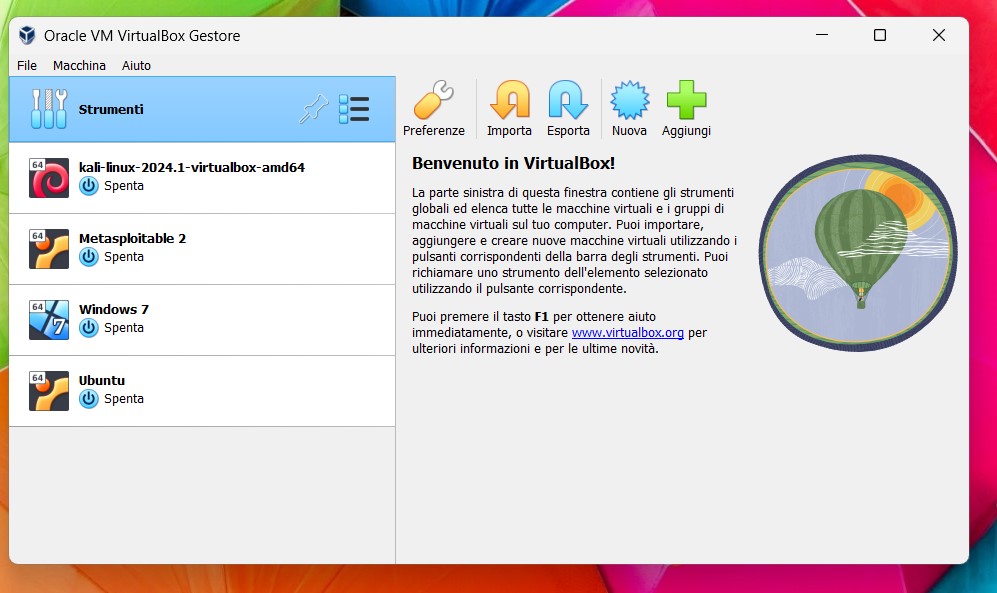 Oracle VM VirtualBox Gestore
File Macchina Aiuto
Strumenti
64
kali-linux-2024.1-virtualbox-amd64
Spenta
64
Metasploitable 2
Spenta
64
7
Windows 7
Spenta
64
Ubuntu
Spenta
Preferenze Importa Esporta Nuova Aggiungi
Benvenuto in VirtualBox!
La parte sinistra di questa finestra contiene gli strumenti
globali ed elenca tutte le macchine virtuali e i gruppi di
macchine virtuali sul tuo computer. Puoi importare,
aggiungere e creare nuove macchine virtuali utilizzando i
pulsanti corrispondenti della barra degli strumenti. Puoi
richiamare uno strumento dell'elemento selezionato
utilizzando il pulsante corrispondente.
Puoi premere il tasto F1 per ottenere aiuto
immediatamente, o visitare www.virtualbox.org per
ulteriori informazioni e per le ultime novità.